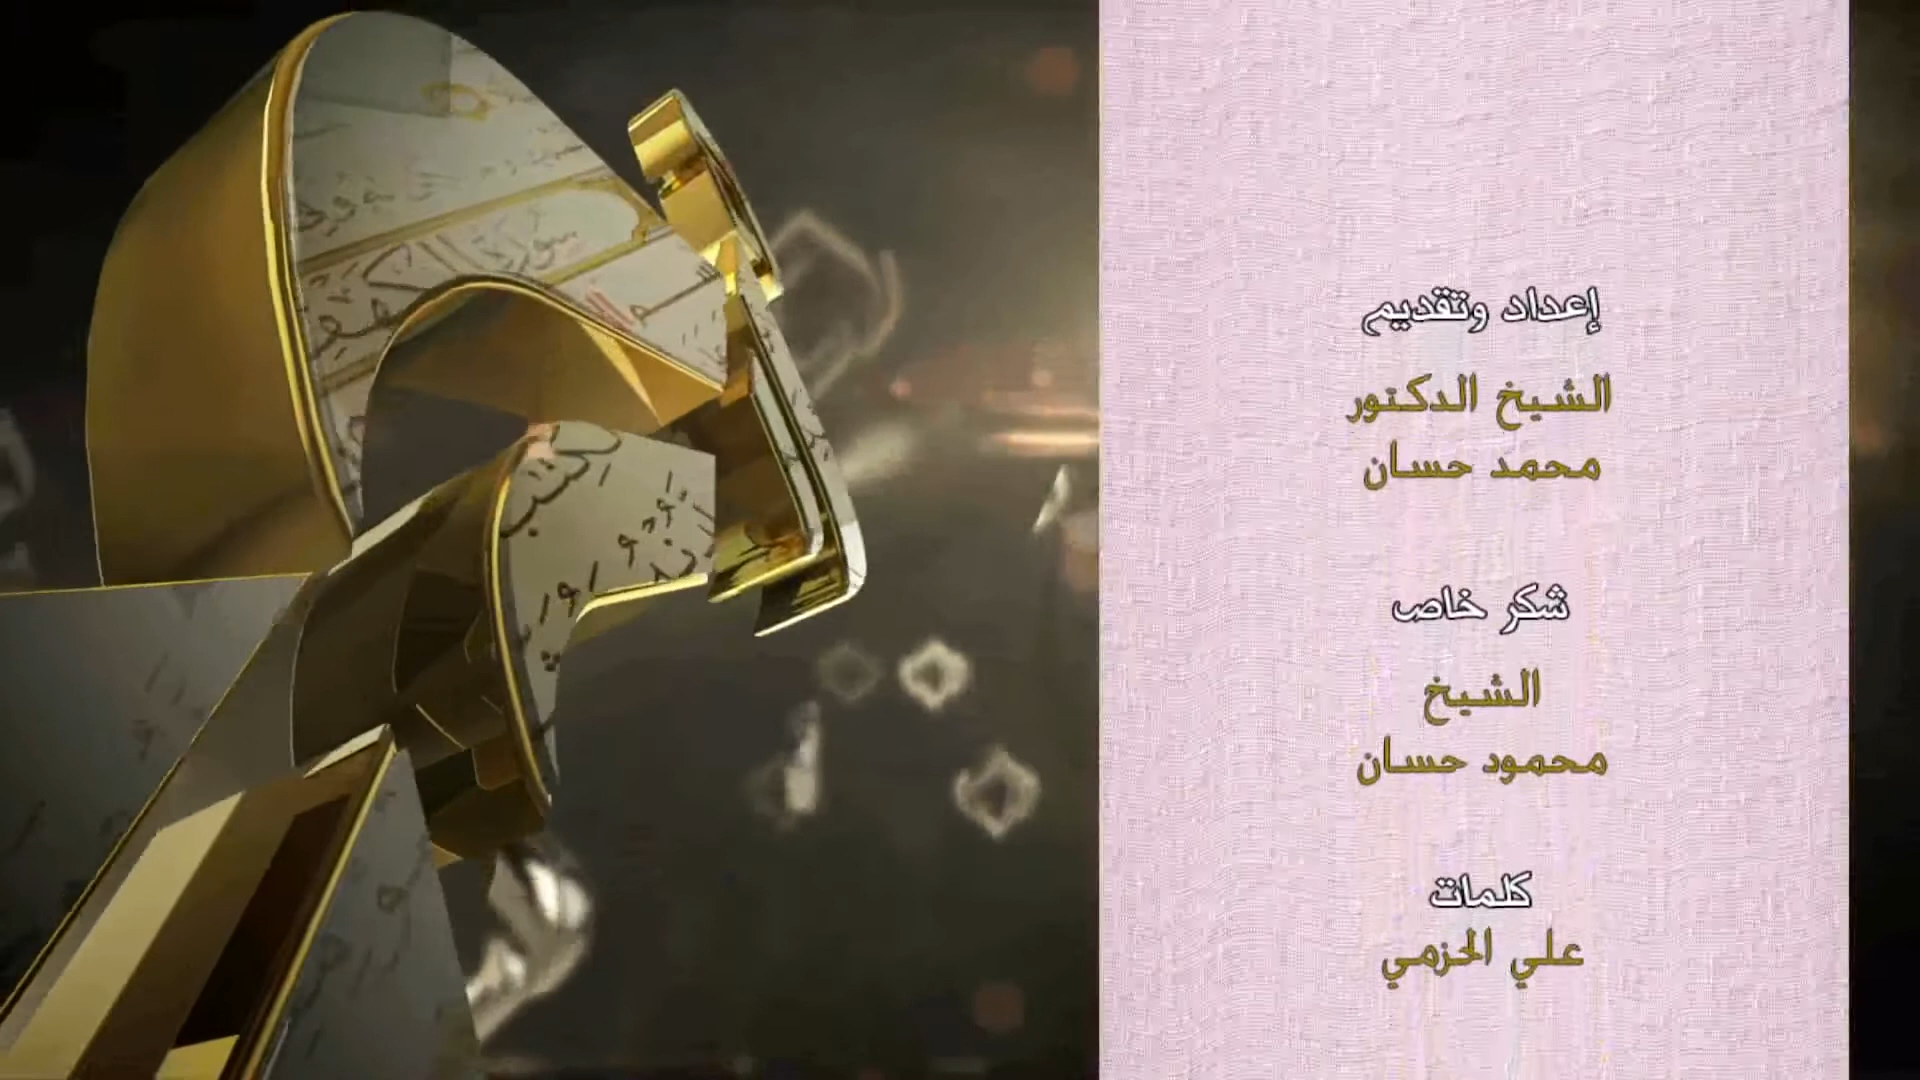 إعداد وتقديم
الشيخ الدكتور
محمد حسان
شكر خاص
الشيخ
محمود حسان
كلمات
علي الحزمي